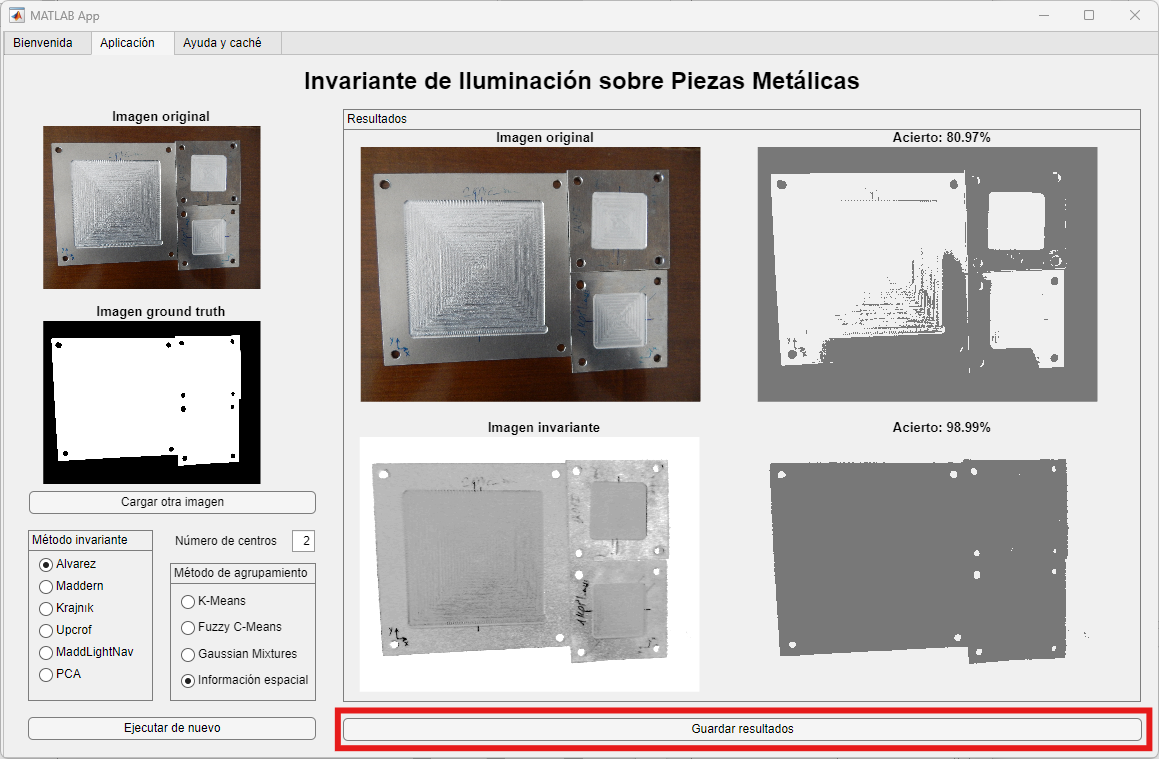 MATLAB App
Bienvenida
Aplicación
Ayuda y caché
Invariante de Iluminación sobre Piezas Metálicas
Imagen original
Imagen ground truth
Cargar otra imagen
Método invariante
Alvarez
Maddern
Krajnik
Upcrof
MaddLightNav
PCA
Número de centros
2
Método de agrupamiento
K-Means
Fuzzy C-Means
Gaussian Mixtures
Información espacial
Ejecutar de nuevo
Resultados
Imagen original
Acierto: 80.97%
Imagen invariante
Acierto: 98.99%
Guardar resultados